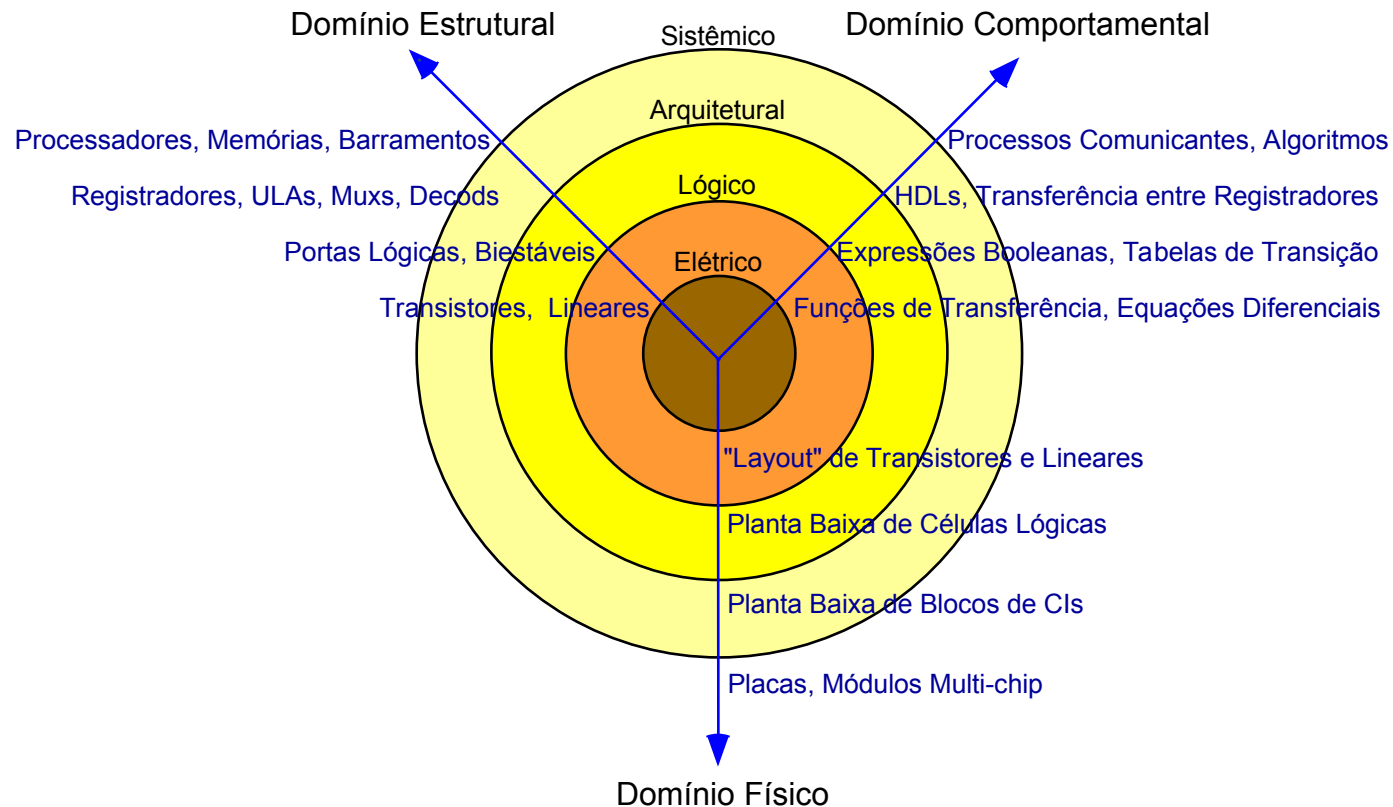 Domínio Estrutural
Domínio Comportamental
Sistêmico
Arquitetural
Processadores, Memórias, Barramentos
Processos Comunicantes, Algoritmos
Lógico
Registradores, ULAs, Muxs, Decods
HDLs, Transferência entre Registradores
Elétrico
Portas Lógicas, Biestáveis
Expressões Booleanas, Tabelas de Transição
Transistores, Lineares
Funções de Transferência, Equações Diferenciais
"Layout" de Transistores e Lineares
Planta Baixa de Células Lógicas
Planta Baixa de Blocos de CIs
Placas, Módulos Multi-chip
Domínio Físico